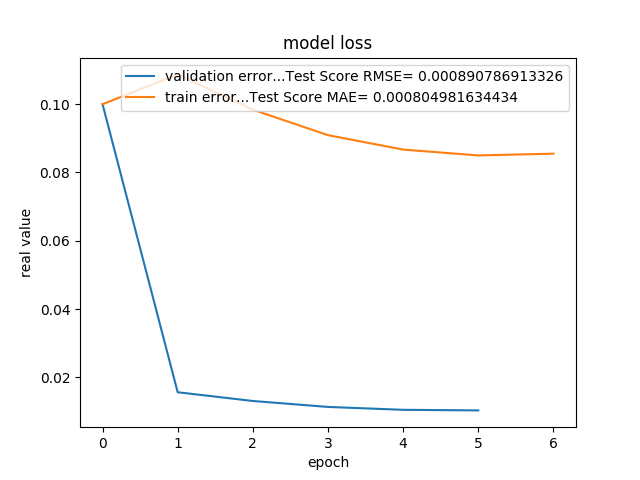 model loss
validation error...Test Score RMSE= 0.000890786913326
train error...Test Score MAE= 0.000804981634434
0.10
0.08
0.06
0.04
0.02
real value
0 1 2 3 4 5 6
epoch